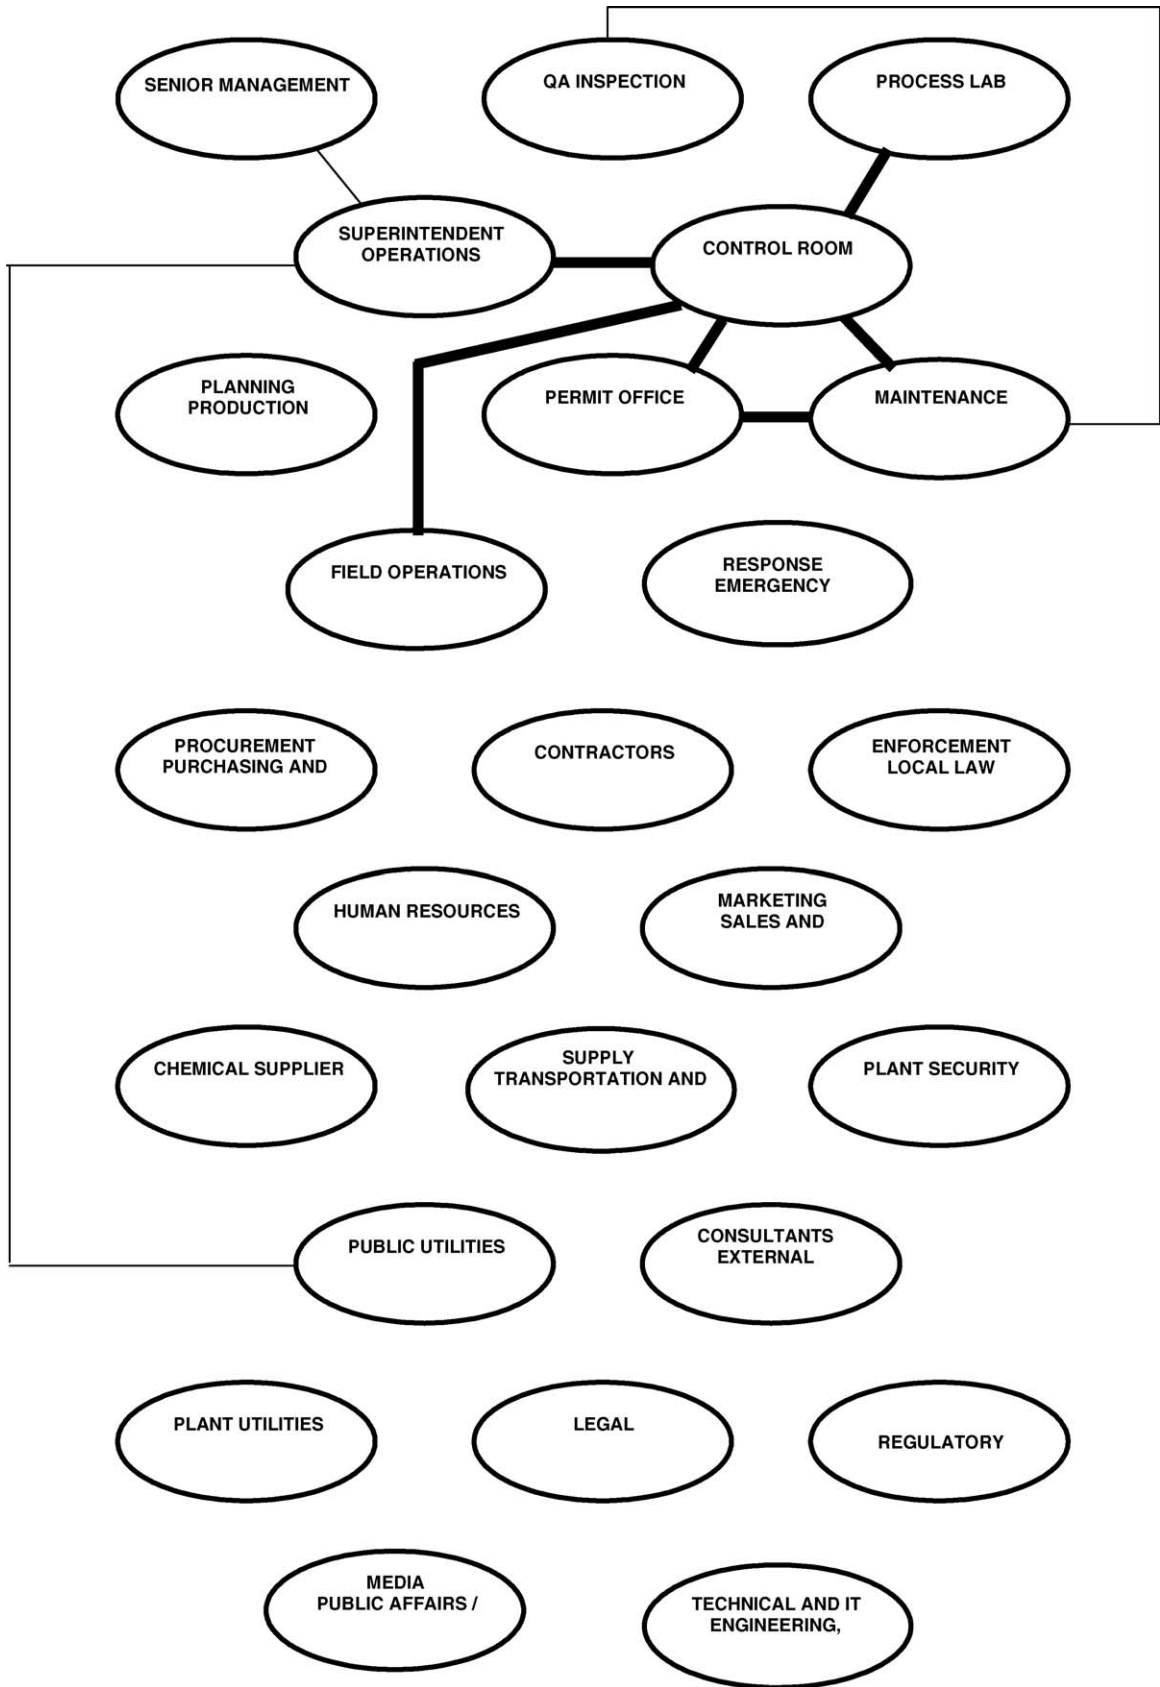 SENIOR MANAGEMENT
QA INSPECTION
PROCESS LAB
SUPERINTENDENT
OPERATIONS
CONTROL ROOM
PLANNING
PRODUCTION
PERMIT OFFICE
MAINTENANCE
FIELD OPERATIONS
RESPONSE
EMERGENCY
PROCUREMENT
PURCHASING AND
CONTRACTORS
ENFORCEMENT
LOCAL LAW
HUMAN RESOURCES
MARKETING
SALES AND
CHEMICAL SUPPLIER
SUPPLY
TRANSPORTATION AND
PLANT SECURITY
PUBLIC UTILITIES
CONSULTANTS
EXTERNAL
PLANT UTILITIES
LEGAL
REGULATORY
MEDIA
PUBLIC AFFAIRS /
TECHNICAL AND IT
ENGINEERING,